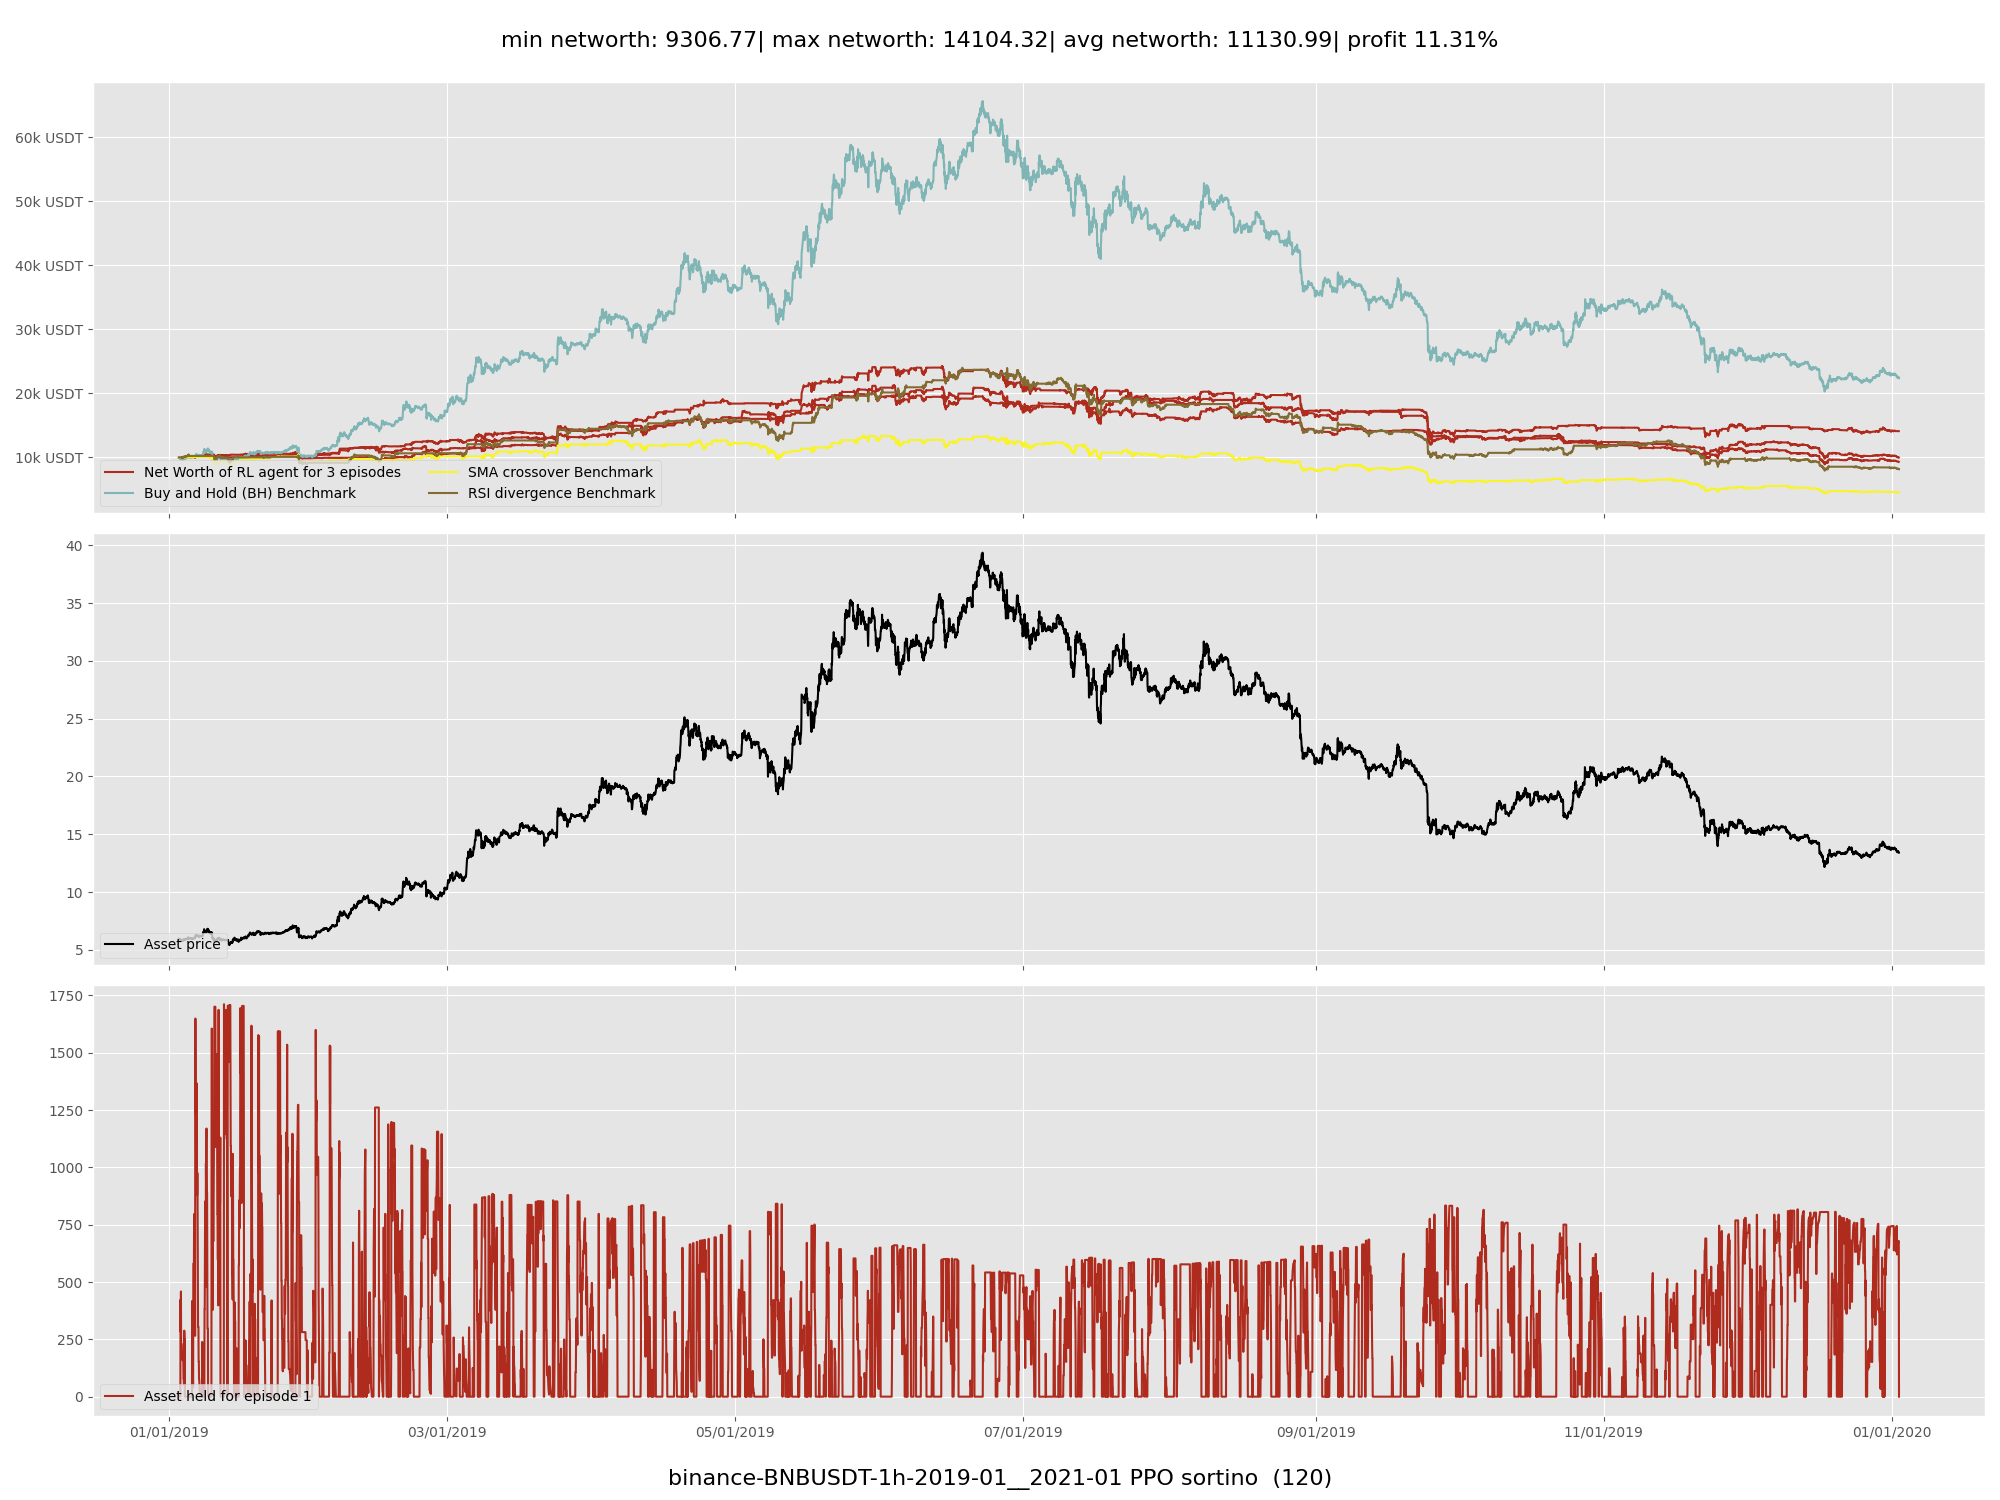 min networth: 9306.77| max networth: 14104.32| avg networth: 11130.99| profit 11.31%
60k USDT
50k USDT
40k USDT
30k USDT
20k USDT
10k USDT
Net Worth of RL agent for 3 episodes
Buy and Hold (BH) Benchmark
SMA crossover Benchmark
RSI divergence Benchmark
40
35
30
25
20
15
10
5
Asset price
1750
1500
1250
1000
750
500
250
0
Asset held for episode 1
01/01/2019
03/01/2019
05/01/2019
07/01/2019
09/01/2019
11/01/2019
01/01/2020
binance-BNBUSDT-1h-2019-01__2021-01 PPO sortino  (120)